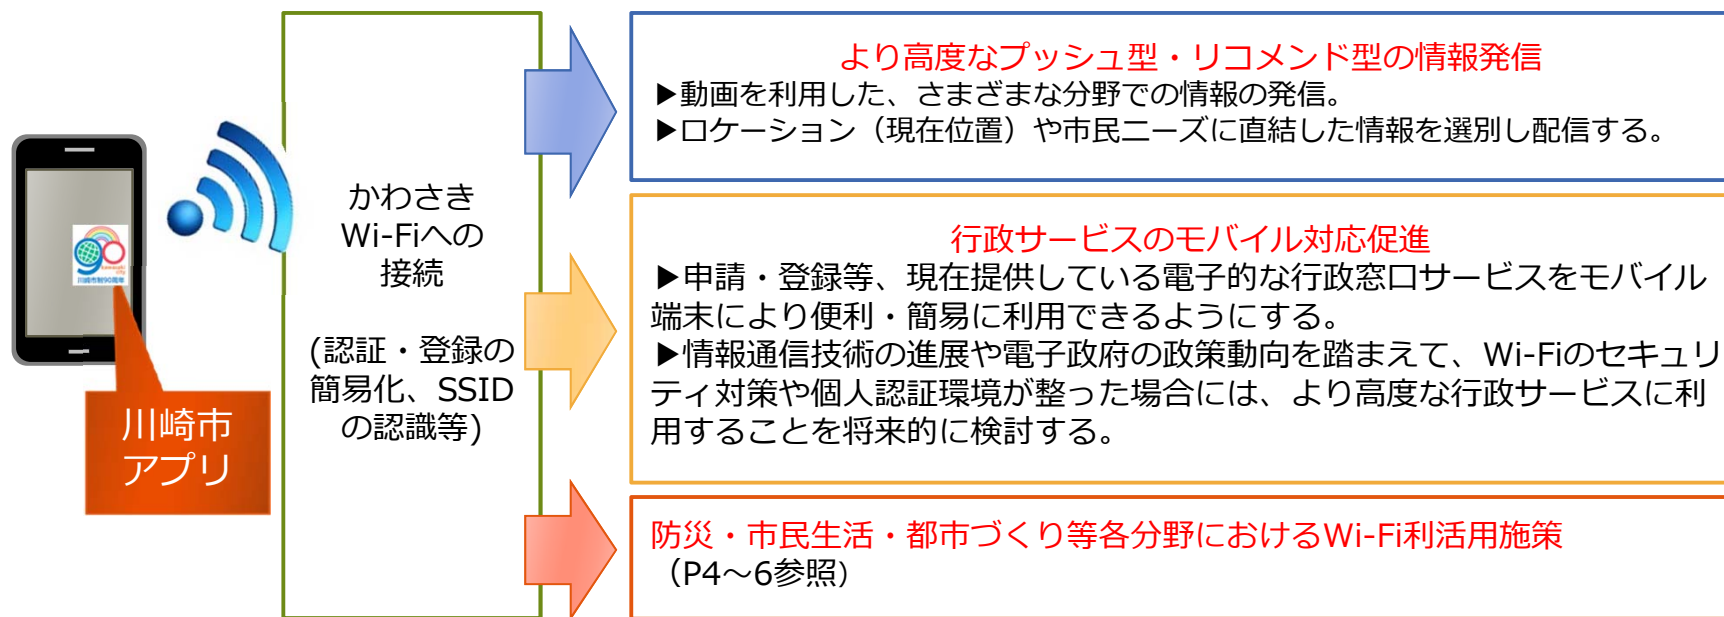 より高度なプッシュ型・リコメンド型の情報発信
▶動画を利用した、さまざまな分野での情報の発信。
▶ロケーション（現在位置）や市民ニーズに直結した情報を選別し配信する。
かわさき
Wi-Fiへの
接続
(認証・登録の
簡易化、SSID
の認識等)
行政サービスのモバイル対応促進
▶申請・登録等、現在提供している電子的な行政窓口サービスをモバイル
端末により便利・簡易に利用できるようにする。
▶情報通信技術の進展や電子政府の政策動向を踏まえて、Wi-Fiのセキュリ
ティ対策や個人認証環境が整った場合には、より高度な行政サービスに利
用することを将来的に検討する。
90
川崎市制90周年
川崎市
アプリ
防災・市民生活・都市づくり等各分野におけるWi-Fi利活用施策
（P4～6参照）